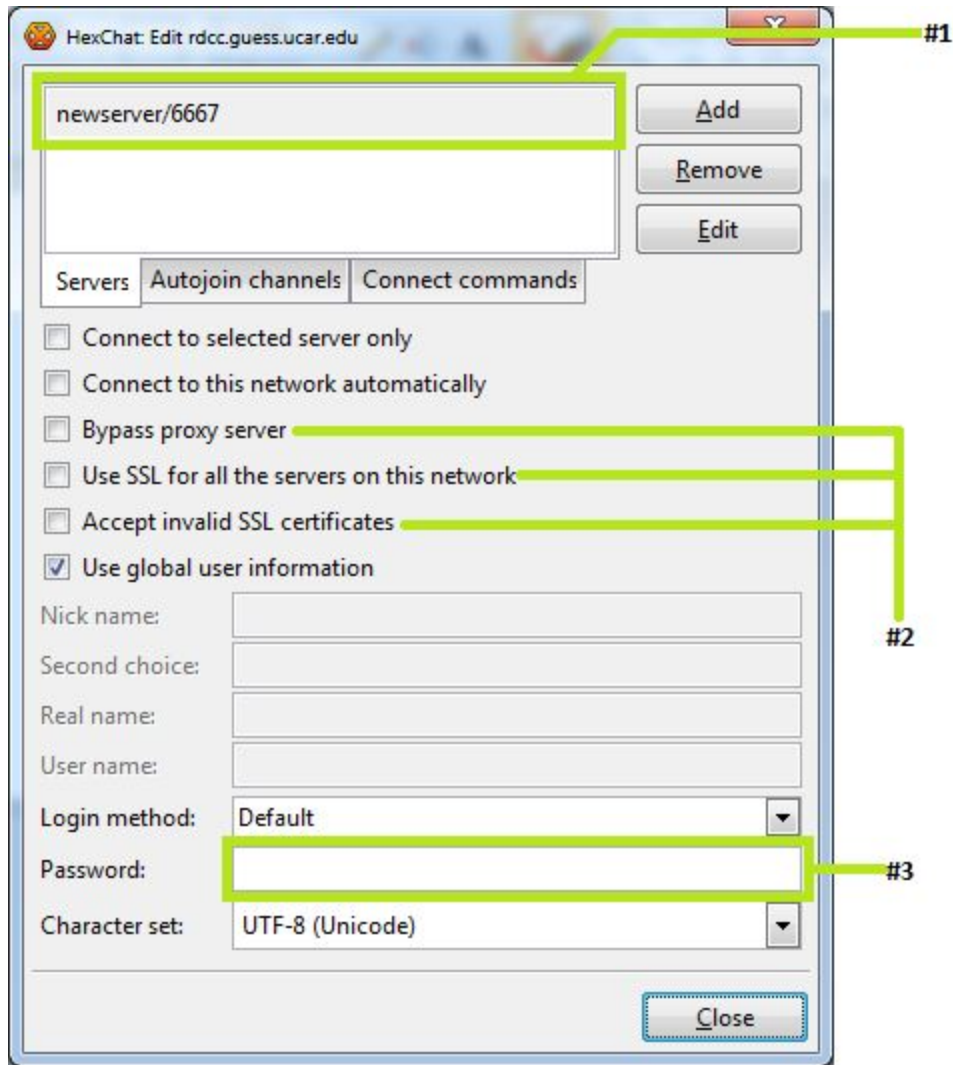 HexChat: Edit rdcc.guess.ucar.edu
#1
newserver/6667
Add
Remove
Edit
Servers Autojoin channels Connect commands
Connect to selected server only
Connect to this network automatically
Bypass proxy server
Use SSL for all the servers on this network
Accept invalid SSL certificates
Use global user information
#2
Nick name:
Second choice:
Real name:
User name:
Login method: Default
Password:
#3
Character set: UTF-8 (Unicode)
Close